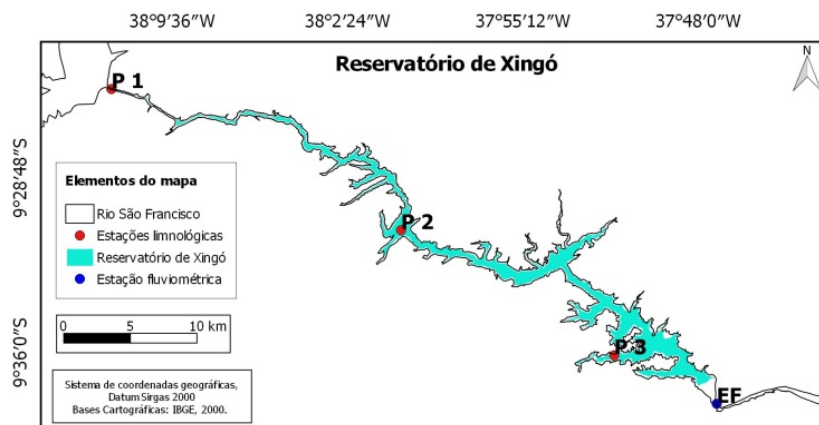 38°9′36″W 38°2′24″W 37°55′12″W 37°48′0″W
Reservatório de Xingó
N
P 1
9°28′48″S
P 2
Elementos do mapa
Rio São Francisco
Estações limnológicas
Reservatório de Xingó
Estação fluviométrica
0 5 10 km
9°36′0″S
P 3
EF
Sistema de coordenadas geográficas,
Datum Sirgas 2000
Bases Cartográficas: IBGE, 2000.